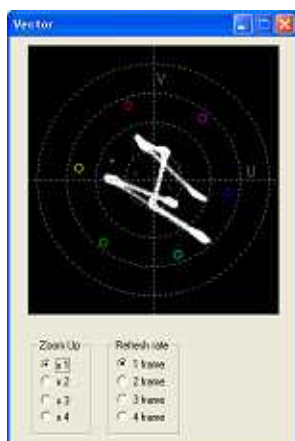 Vector
V
U
Zoom Up
x 1
x 2
x 3
x 4
Refresh rate
1 frame
2 frame
3 frame
4 frame